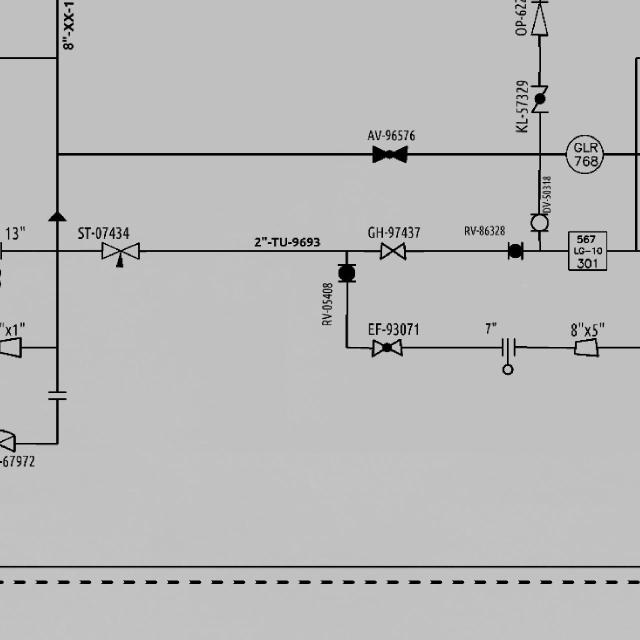 8"-XX-1
OP-622
KL-57329
AV-96576
GLR
768
DV-50318
13"
ST-07434
2"-TU-9693
GH-97437
RV-86328
567
LG-10
301
RV-05408
"x1"
EF-93071
7"
8"x5"
-67972